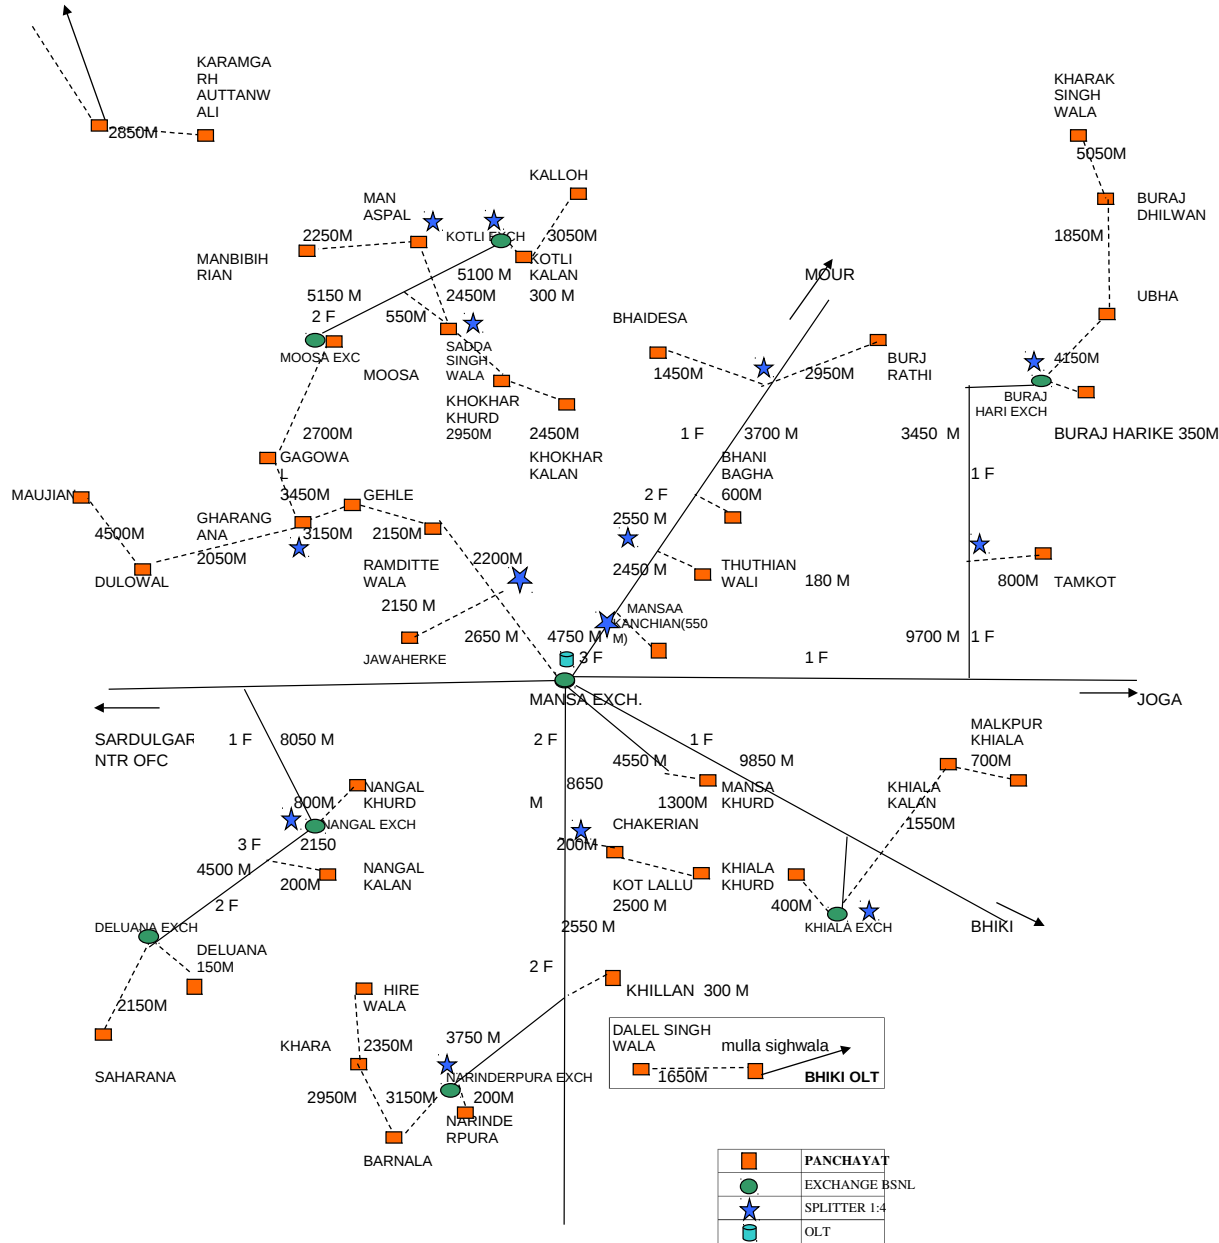 KARAMGA
RH
AUTTANW
ALI
2850M
KHARAK
SINGH
WALA
5050M
BURAJ
DHILWAN
1850M
UBHA
4150M
BURAJ
HARI EXCH
BURAJ HARIKE 350M
KALLOH
MAN
ASPAL
2250M
KOTLI EXCH
3050M
MANBIBIH
RIAN
KOTLI
KALAN
300 M
5100 M
5150 M
2450M
2 F
550M
MOOSA EXC
MOOSA
SADDA
SINGH
WALA
KHOKHAR
KHURD
2950M
2450M
KHOKHAR
KALAN
MOUR
BHAIDESA
1450M
2950M
BURJ
RATHI
1 F
3700 M
3450 M
1 F
BHANI
BAGHA
600M
2 F
2550 M
2450 M
THUTHIAN
WALI
180 M
800M
TAMKOT
2700M
GAGOWA
L
3450M
GEHLE
MAUJIAN
4500M
GHARANG
ANA
2050M
3150M
2150M
DULOWAL
RAMDITTE
WALA
2200M
2150 M
2650 M
JAWAHERKE
4750 M
MANSAA
KANCHIAN(550
M)
3 F
9700 M
1 F
1 F
MANSA EXCH.
JOGA
SARDULGAR
NTR OFC
1 F
8050 M
2 F
1 F
4550 M
9850 M
MALKPUR
KHIALA
700M
8650
M
1300M
MANSA
KHURD
KHIALA
KALAN
1550M
800M
NANGAL
KHURD
NANGAL EXCH
3 F
2150
4500 M
200M
NANGAL
KALAN
2 F
CHAKERIAN
200M
KOT LALLU
2500 M
KHIALA
KHURD
400M
KHIALA EXCH
BHIKI
2550 M
DELUANA EXCH
DELUANA
150M
2150M
SAHARANA
2 F
HIRE
WALA
KHILLAN 300 M
3750 M
KHARA
2350M
NARINDERPURA EXCH
2950M
3150M
200M
NARINDE
RPURA
BARNALA
DALEL SINGH
WALA
mulla sighwala
1650M
BHIKI OLT
PANCHAYAT
EXCHANGE BSNL
SPLITTER 1:4
OLT